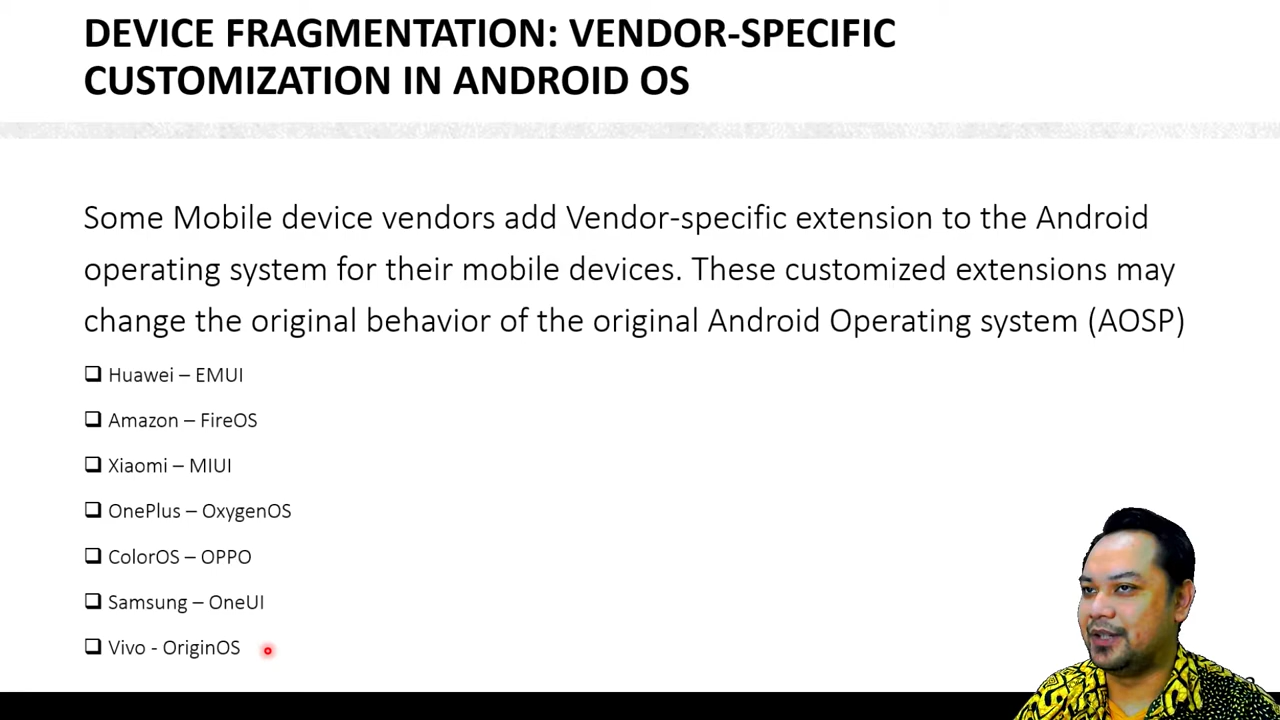 DEVICE FRAGMENTATION: VENDOR-SPECIFIC
CUSTOMIZATION IN ANDROID OS
Some Mobile device vendors add Vendor-specific extension to the Android
operating system for their mobile devices. These customized extensions may
change the original behavior of the original Android Operating system (AOSP)
Huawei – EMUI
Amazon – FireOS
Xiaomi – MIUI
OnePlus – OxygenOS
ColorOS – OPPO
Samsung – OneUI
Vivo - OriginOS